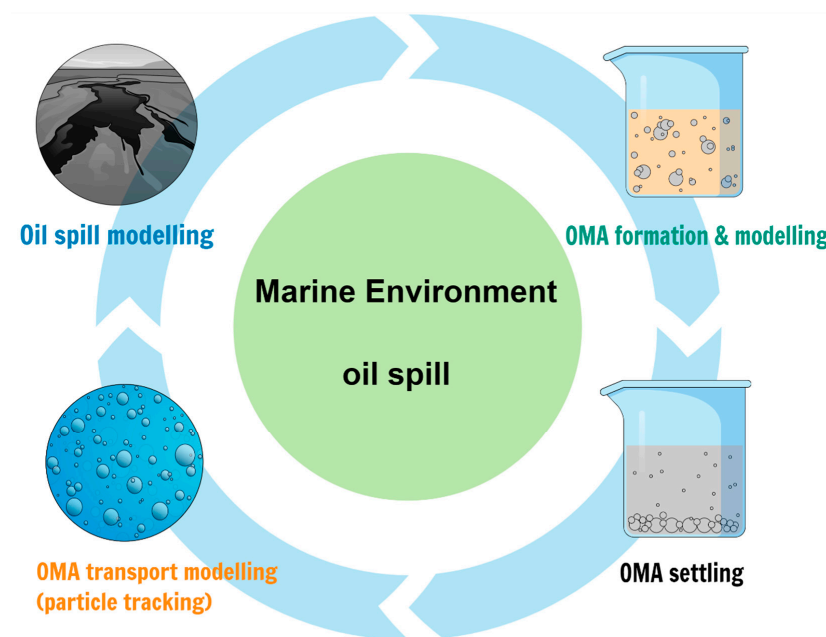 Oil spill modelling
OMA formation & modelling
Marine Environment
oil spill
OMA transport modelling
(particle tracking)
OMA settling